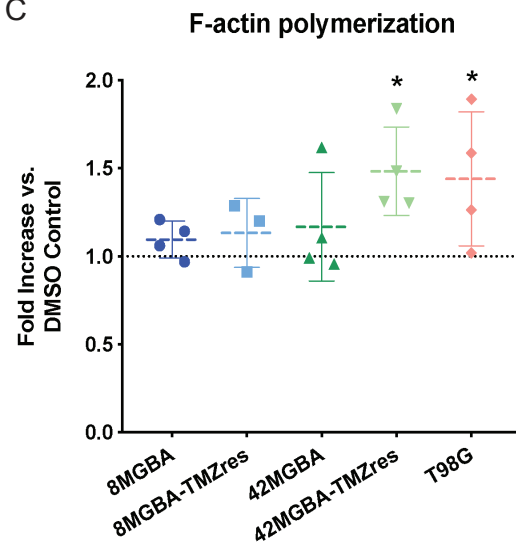 C
F-actin polymerization
Fold Increase vs.
DMSO Control
2.0
1.5
1.0
0.5
0.0
*
*
8MGBA
8MGBA-TMZres
42MGBA
42MGBA-TMZres
T98G